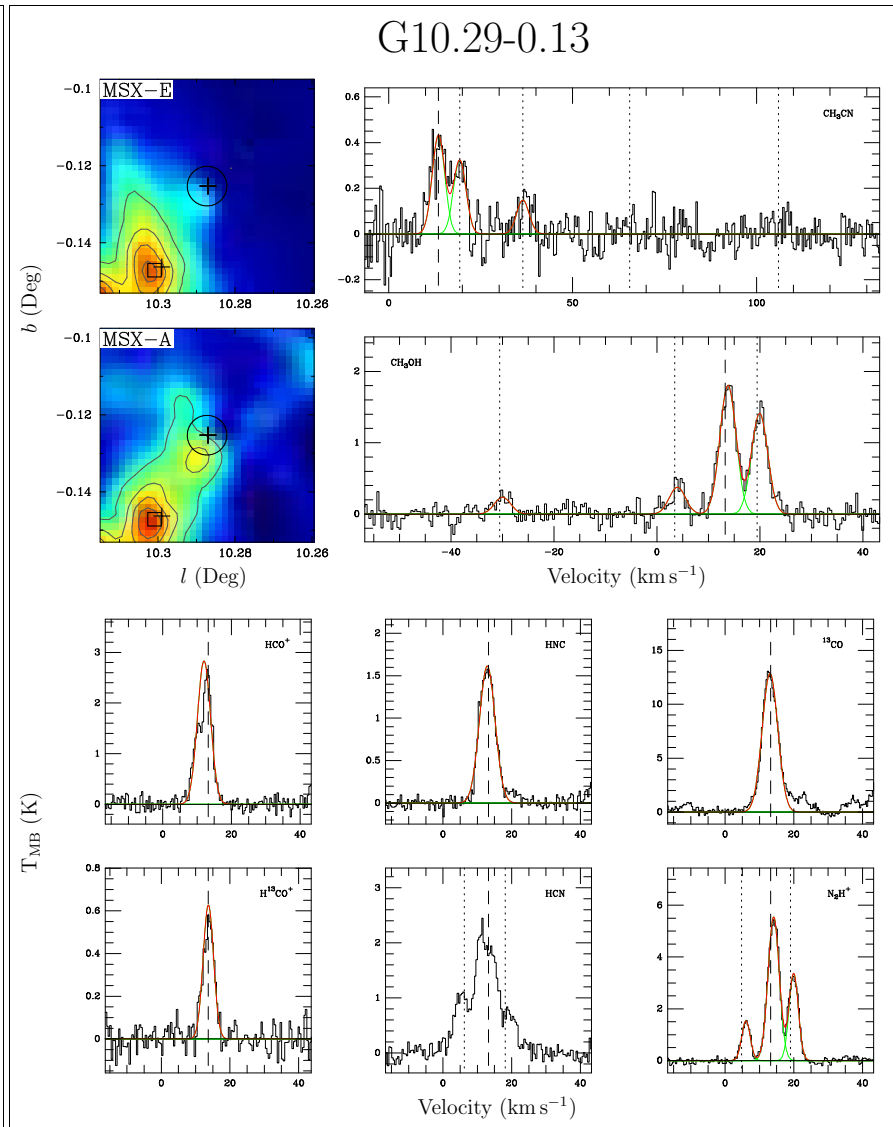 G10.29-0.13
MSX-E
-0.1
-0.12
-0.14
10.3 10.28 10.26
CH₃CN
0.6
0.4
0.2
0
-0.2
0 50 100
b (Deg)
MSX-A
-0.1
-0.12
-0.14
10.3 10.28 10.26
l (Deg)
CH₃OH
2
1
0
-40 -20 0 20 40
Velocity (km s⁻¹)
HCO⁺
3
2
1
0
0 20 40
HNC
2
1.5
1
0.5
0
0 20 40
¹³CO
15
10
5
0
0 20 40
T_MB (K)
H¹³CO⁺
0.8
0.6
0.4
0.2
0
0 20 40
HCN
3
2
1
0
0 20 40
N₂H⁺
6
4
2
0
0 20 40
Velocity (km s⁻¹)